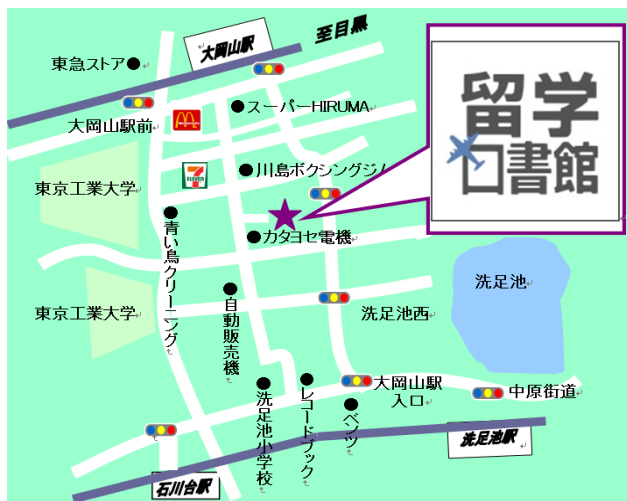 大岡山駅
至目黒
東急ストア
大岡山駅前
スーパーHIRUMA
留学
書館
川島ボクシングジム
7
ELEVEN
東京工業大学
青い鳥クリーニング
カタヨセ電機
洗足池
東京工業大学
自動販売機
洗足池西
大岡山駅
入口
中原街道
洗足池小学校
レコードブック
ベンツ
洗足池駅
石川台駅